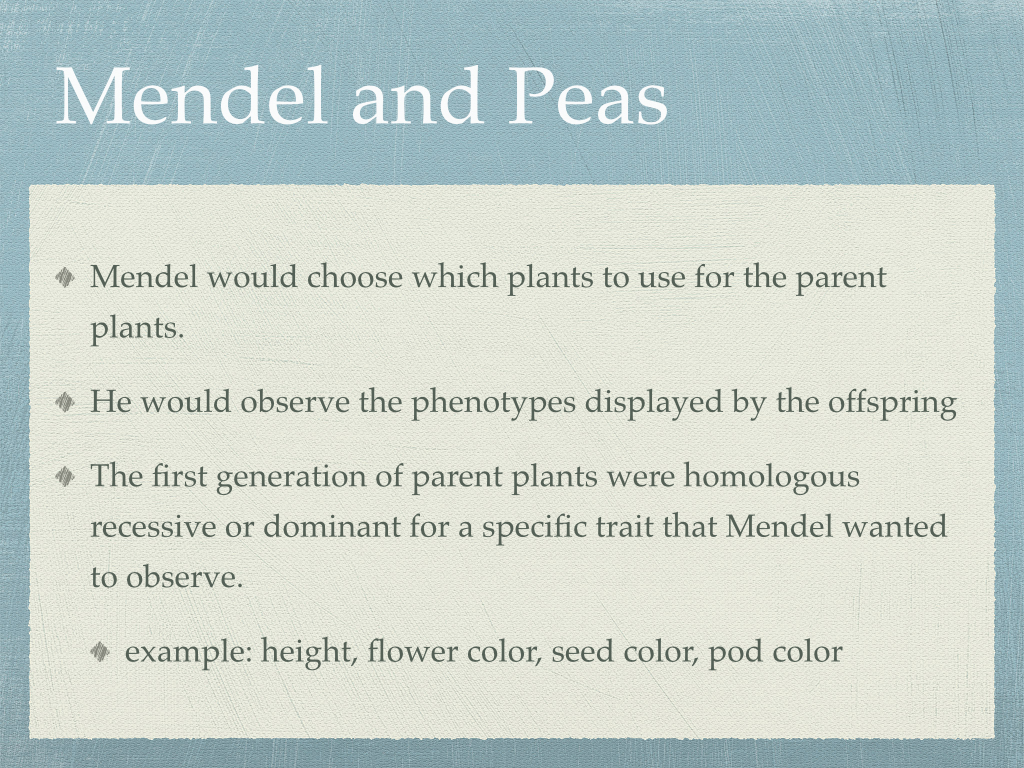 Mendel and Peas
Mendel would choose which plants to use for the parent
plants.
He would observe the phenotypes displayed by the offspring
The first generation of parent plants were homologous
recessive or dominant for a specific trait that Mendel wanted
to observe.
example: height, flower color, seed color, pod color